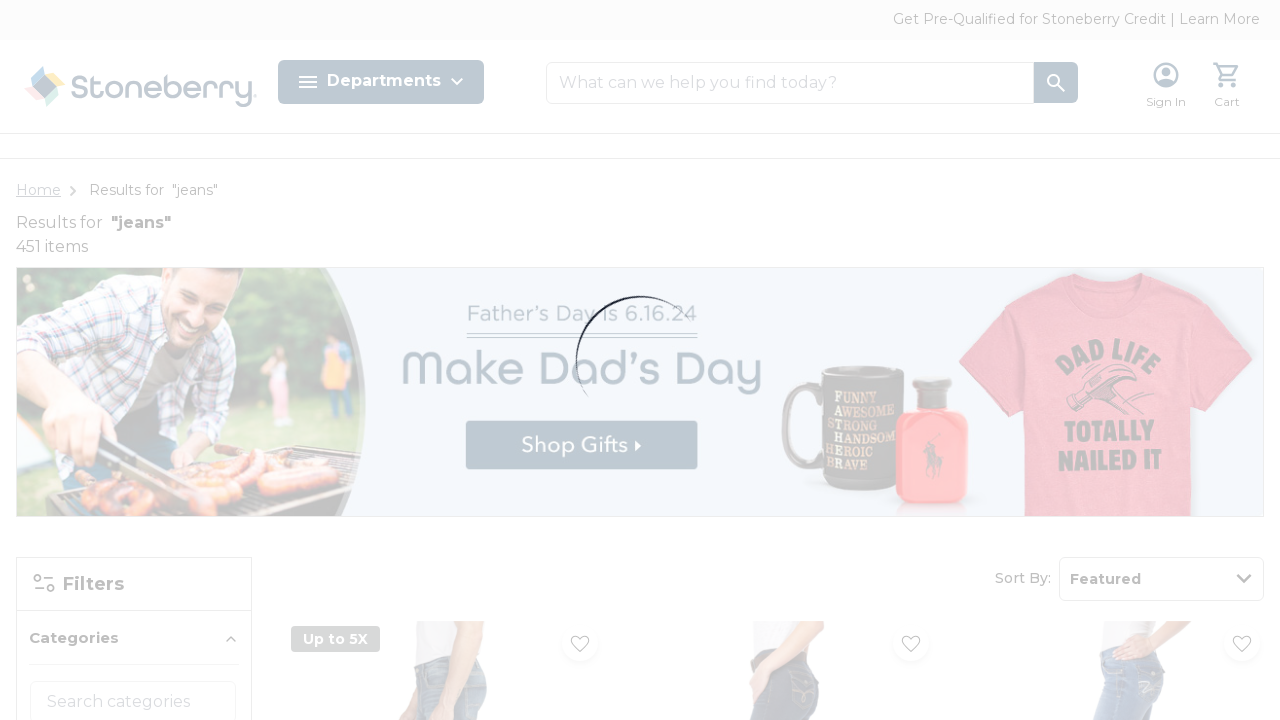 Get Pre-Qualified for Stoneberry Credit | Learn More
Stoneberry
Departments
What can we help you find today?
Sign In
Cart
Home > Results for "jeans"
Results for "jeans"
451 items
Father's Day is 6.16.24
Make Dad's Day
Shop Gifts
FUNNY
AWESOME
STRONG
HANDSOME
HEROIC
BRAVE
DAD LIFE
TOTALLY
NAILED IT
Filters
Sort By:
Featured
Categories
Search categories
Up to 5X